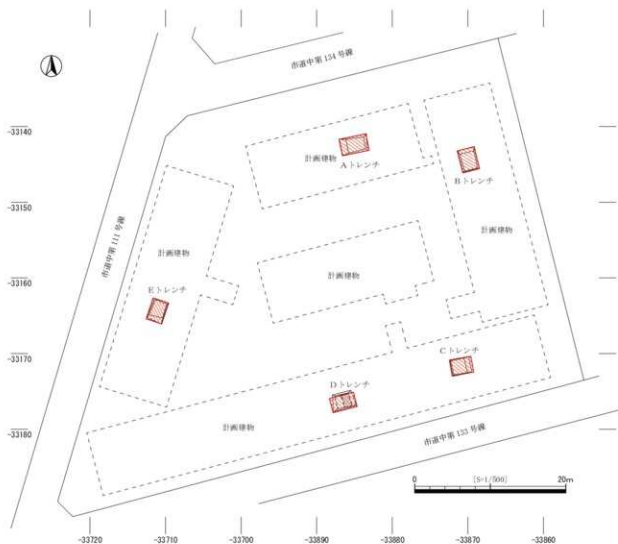 市道中第134号線
-33140
計画建物
Aトレンチ
Bトレンチ
-33150
市道中第111号線
計画建物
計画建物
-33160
計画建物
Eトレンチ
-33170
Cトレンチ
Dトレンチ
計画建物
-33180
市道中第133号線
0
[S=1/500]
20m
-33720
-33710
-33700
-33890
-33880
-33870
-33860